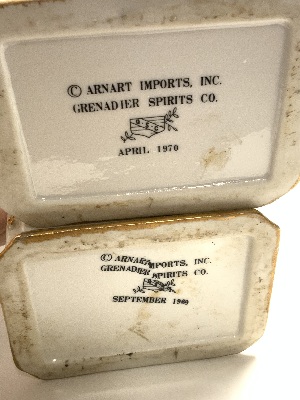 © ARNART IMPORTS, INC.
GRENADIER SPIRITS CO.
APRIL 1970
© ARNART IMPORTS, INC.
GRENADIER SPIRITS CO.
SEPTEMBER 1969